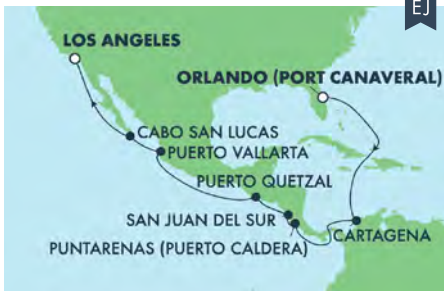 EJ
LOS ANGELES
ORLANDO (PORT CANAVERAL)
CABO SAN LUCAS
PUERTO VALLARTA
PUERTO QUETZAL
SAN JUAN DEL SUR
PUNTARENAS (PUERTO CALDERA)
CARTAGENA